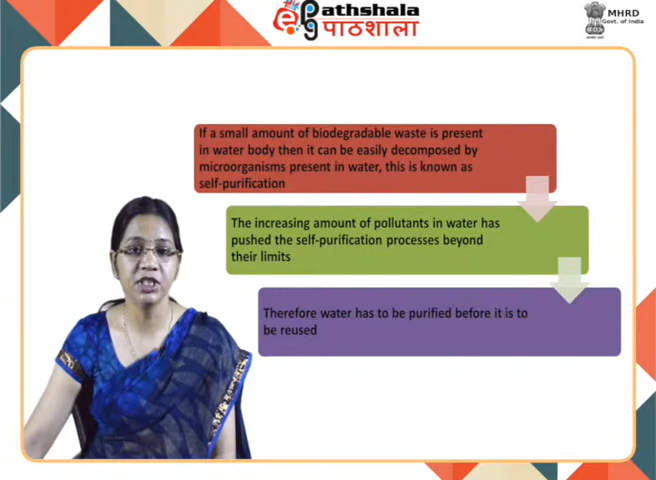 my
ePathshala
पाठशाला
MHRD
Govt. of India
If a small amount of biodegradable waste is present
in water body then it can be easily decomposed by
microorganisms present in water, this is known as
self-purification
The increasing amount of pollutants in water has
pushed the self-purification processes beyond
their limits
Therefore water has to be purified before it is to
be reused